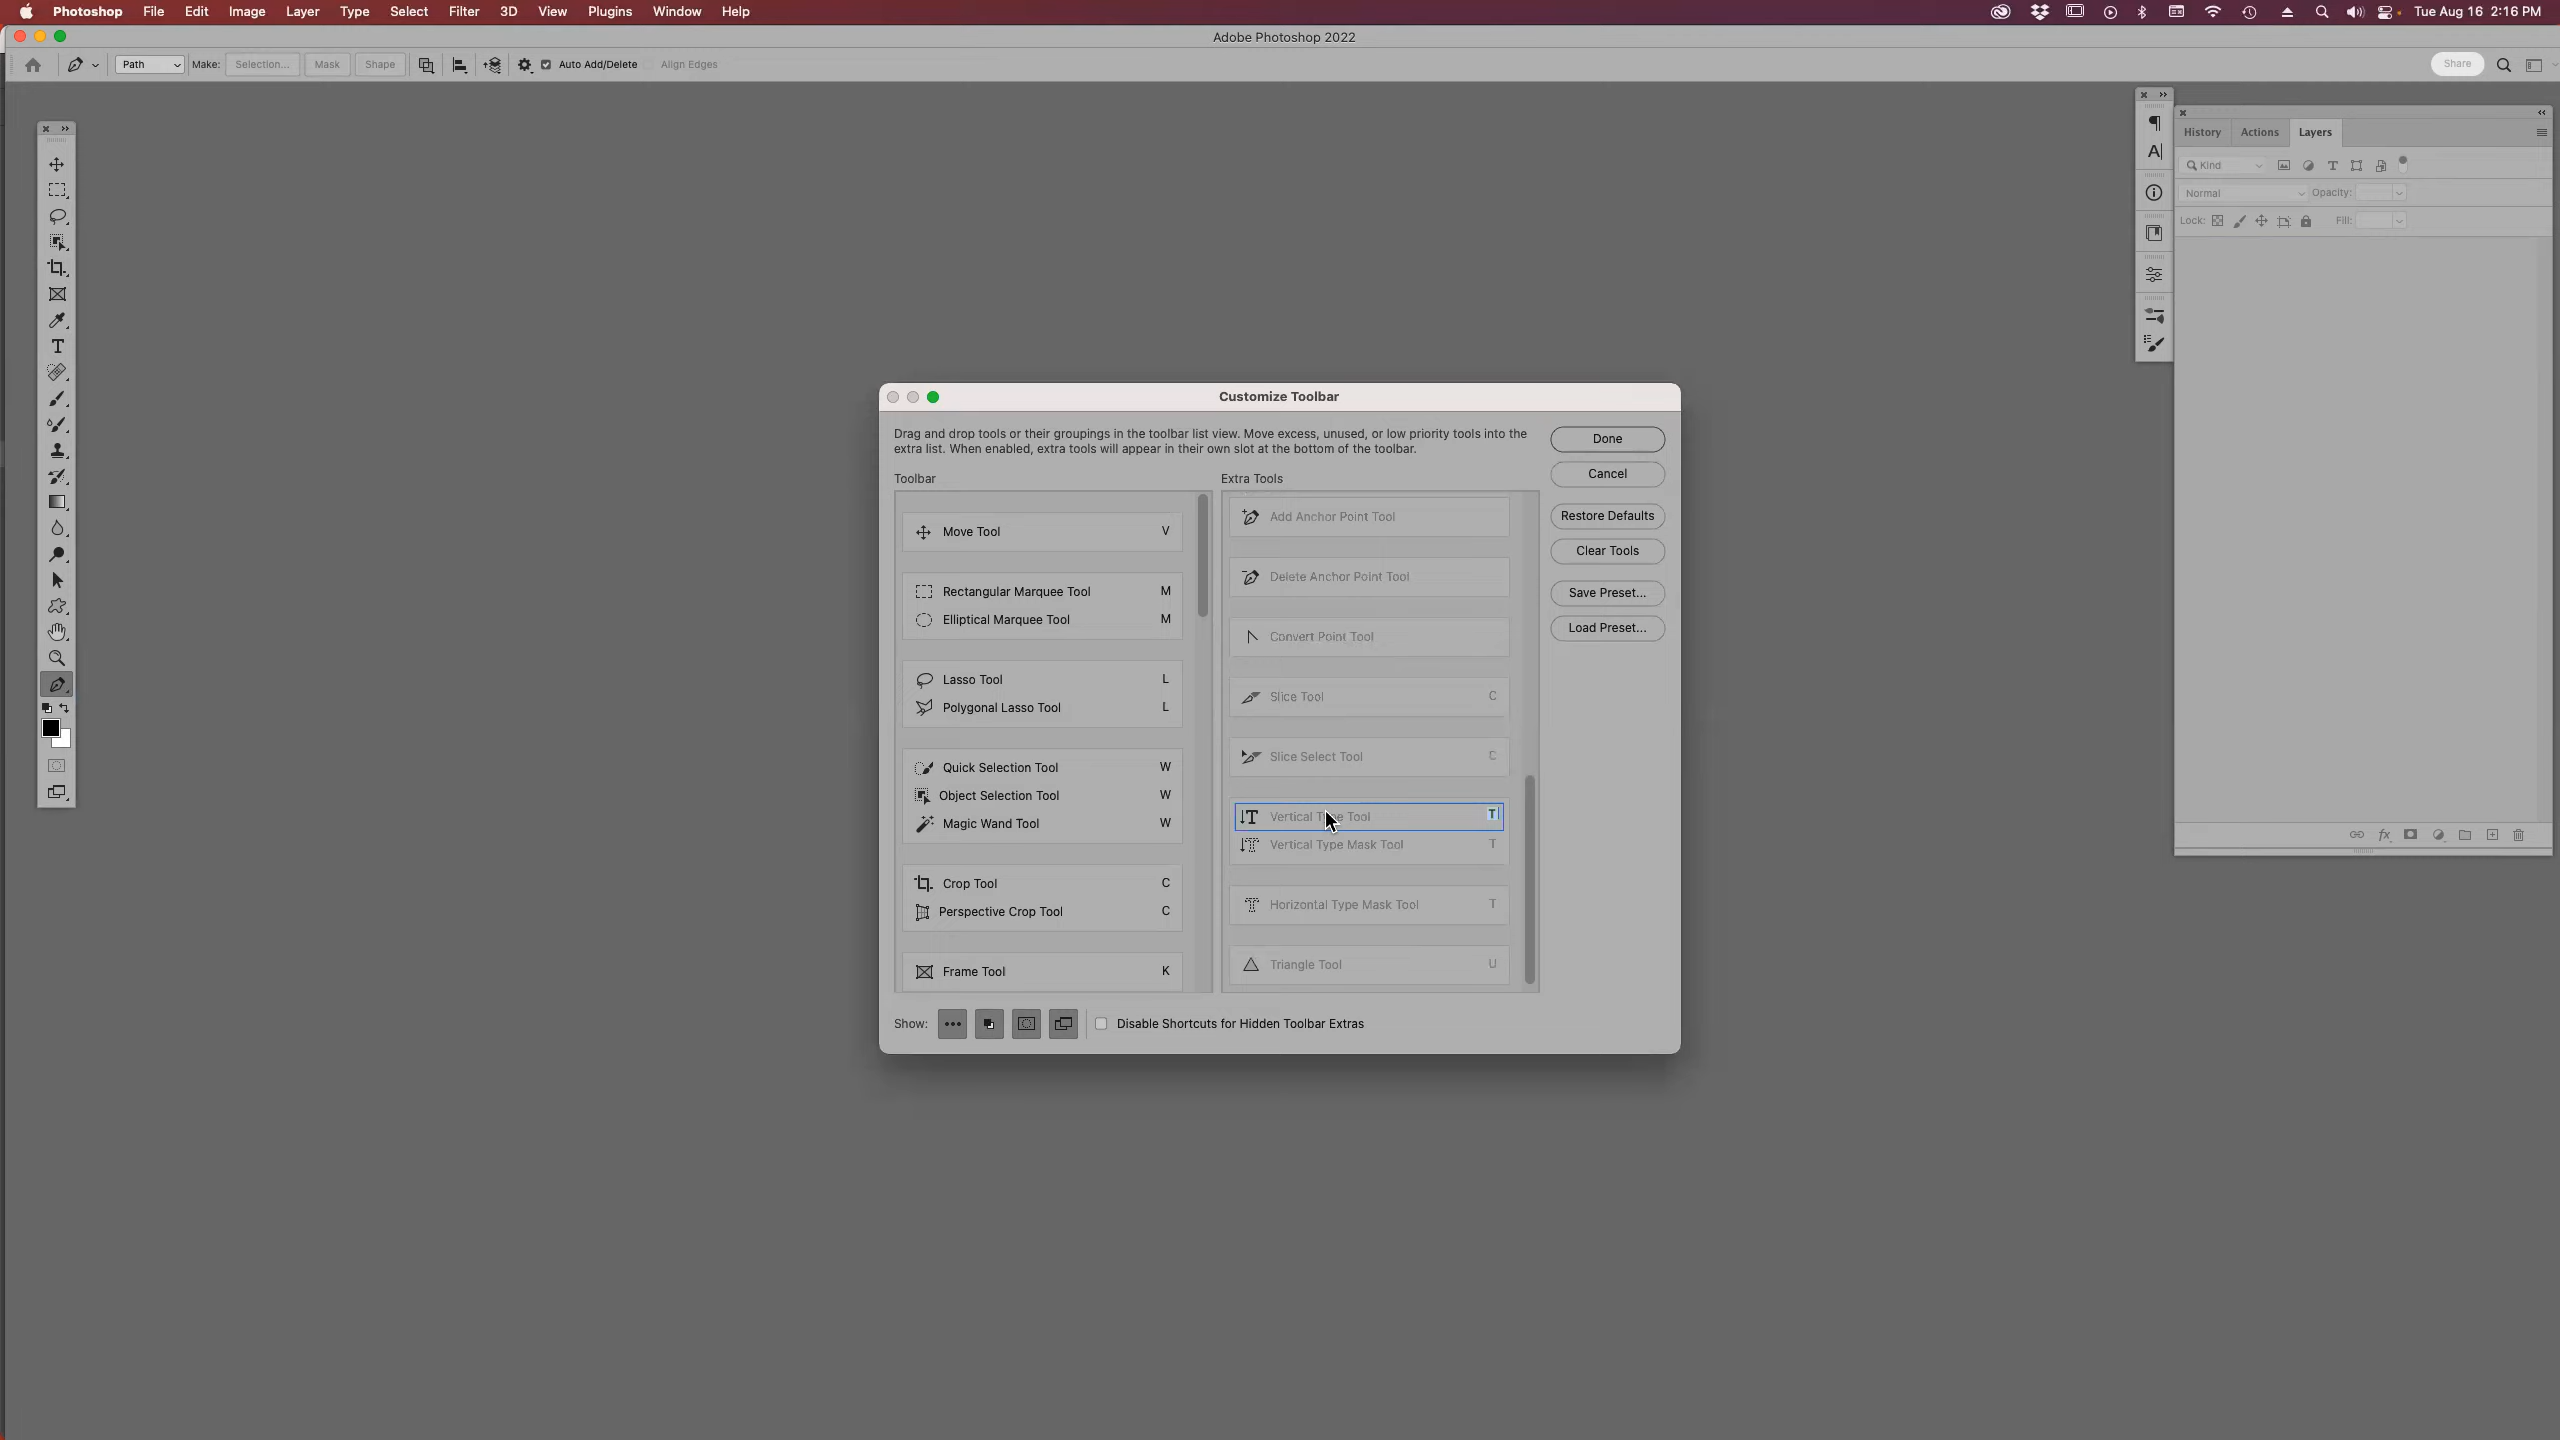 Photoshop File Edit Image Layer Type Select Filter 3D View Plugins Window Help Tue Aug 16 2:16 PM
Adobe Photoshop 2022
Path Make: Selection... Mask Shape Auto Add/Delete Align Edges Share
History Actions Layers
Kind
Normal Opacity:
Lock: Fill:
Customize Toolbar
Drag and drop tools or their groupings in the toolbar list view. Move excess, unused, or low priority tools into the
extra list. When enabled, extra tools will appear in their own slot at the bottom of the toolbar.
Toolbar
Move Tool V
Rectangular Marquee Tool M
Elliptical Marquee Tool M
Lasso Tool L
Polygonal Lasso Tool L
Quick Selection Tool W
Object Selection Tool W
Magic Wand Tool W
Crop Tool C
Perspective Crop Tool C
Frame Tool K
Extra Tools
Add Anchor Point Tool
Delete Anchor Point Tool
Convert Point Tool
Slice Tool C
Slice Select Tool C
Vertical Type Tool T
Vertical Type Mask Tool T
Horizontal Type Mask Tool T
Triangle Tool U
Done
Cancel
Restore Defaults
Clear Tools
Save Preset...
Load Preset...
Show: Disable Shortcuts for Hidden Toolbar Extras